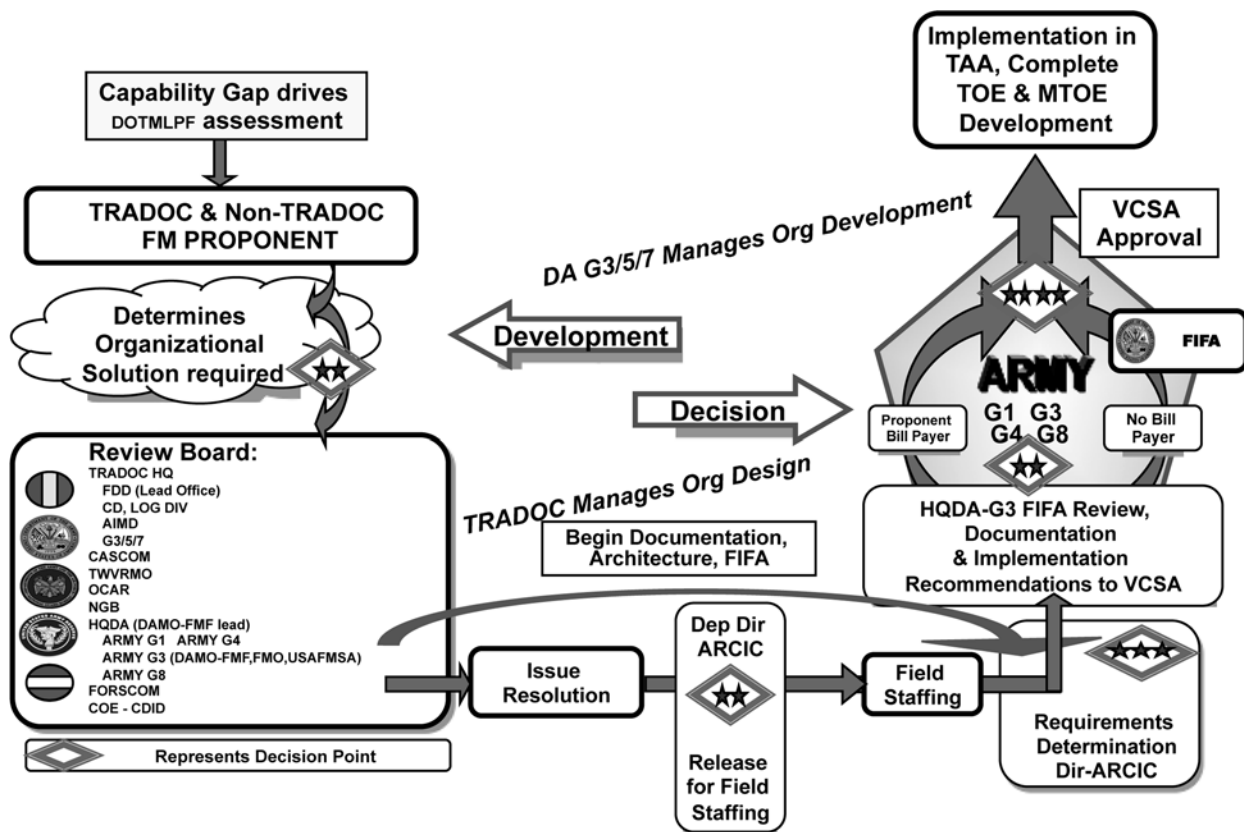 Capability Gap drives
DOTMLPF assessment
TRADOC & Non-TRADOC
FM PROPONENT
Determines
Organizational
Solution required
Review Board:
TRADOC HQ
FDD (Lead Office)
CD, LOG DIV
AIMD
G3/5/7
CASCOM
TWVRMO
OCAR
NGB
HQDA (DAMO-FMF lead)
ARMY G1 ARMY G4
ARMY G3 (DAMO-FMF,FMO,USAFMSA)
ARMY G8
FORSCOM
COE - CDID
Represents Decision Point
DA G3/5/7 Manages Org Development
Development
Decision
TRADOC Manages Org Design
Begin Documentation,
Architecture, FIFA
Issue
Resolution
Dep Dir
ARCIC
Release
for Field
Staffing
Field
Staffing
Requirements
Determination
Dir-ARCIC
HQDA-G3 FIFA Review,
Documentation
& Implementation
Recommendations to VCSA
Proponent
Bill Payer
No Bill
Payer
ARMY
G1 G3
G4 G8
FIFA
VCSA
Approval
Implementation in
TAA, Complete
TOE & MTOE
Development